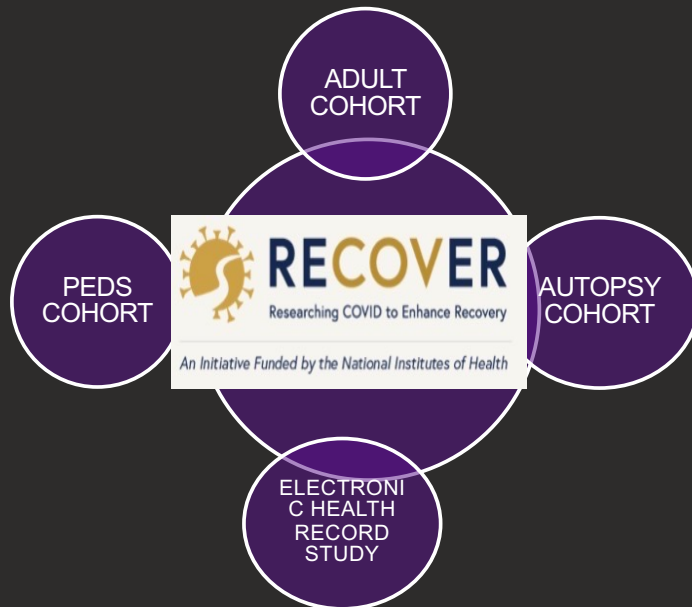 ADULT
COHORT
PEDS
COHORT
RECOVER
Researching COVID to Enhance Recovery
An Initiative Funded by the National Institutes of Health
AUTOPSY
COHORT
ELECTRONI
C HEALTH
RECORD
STUDY